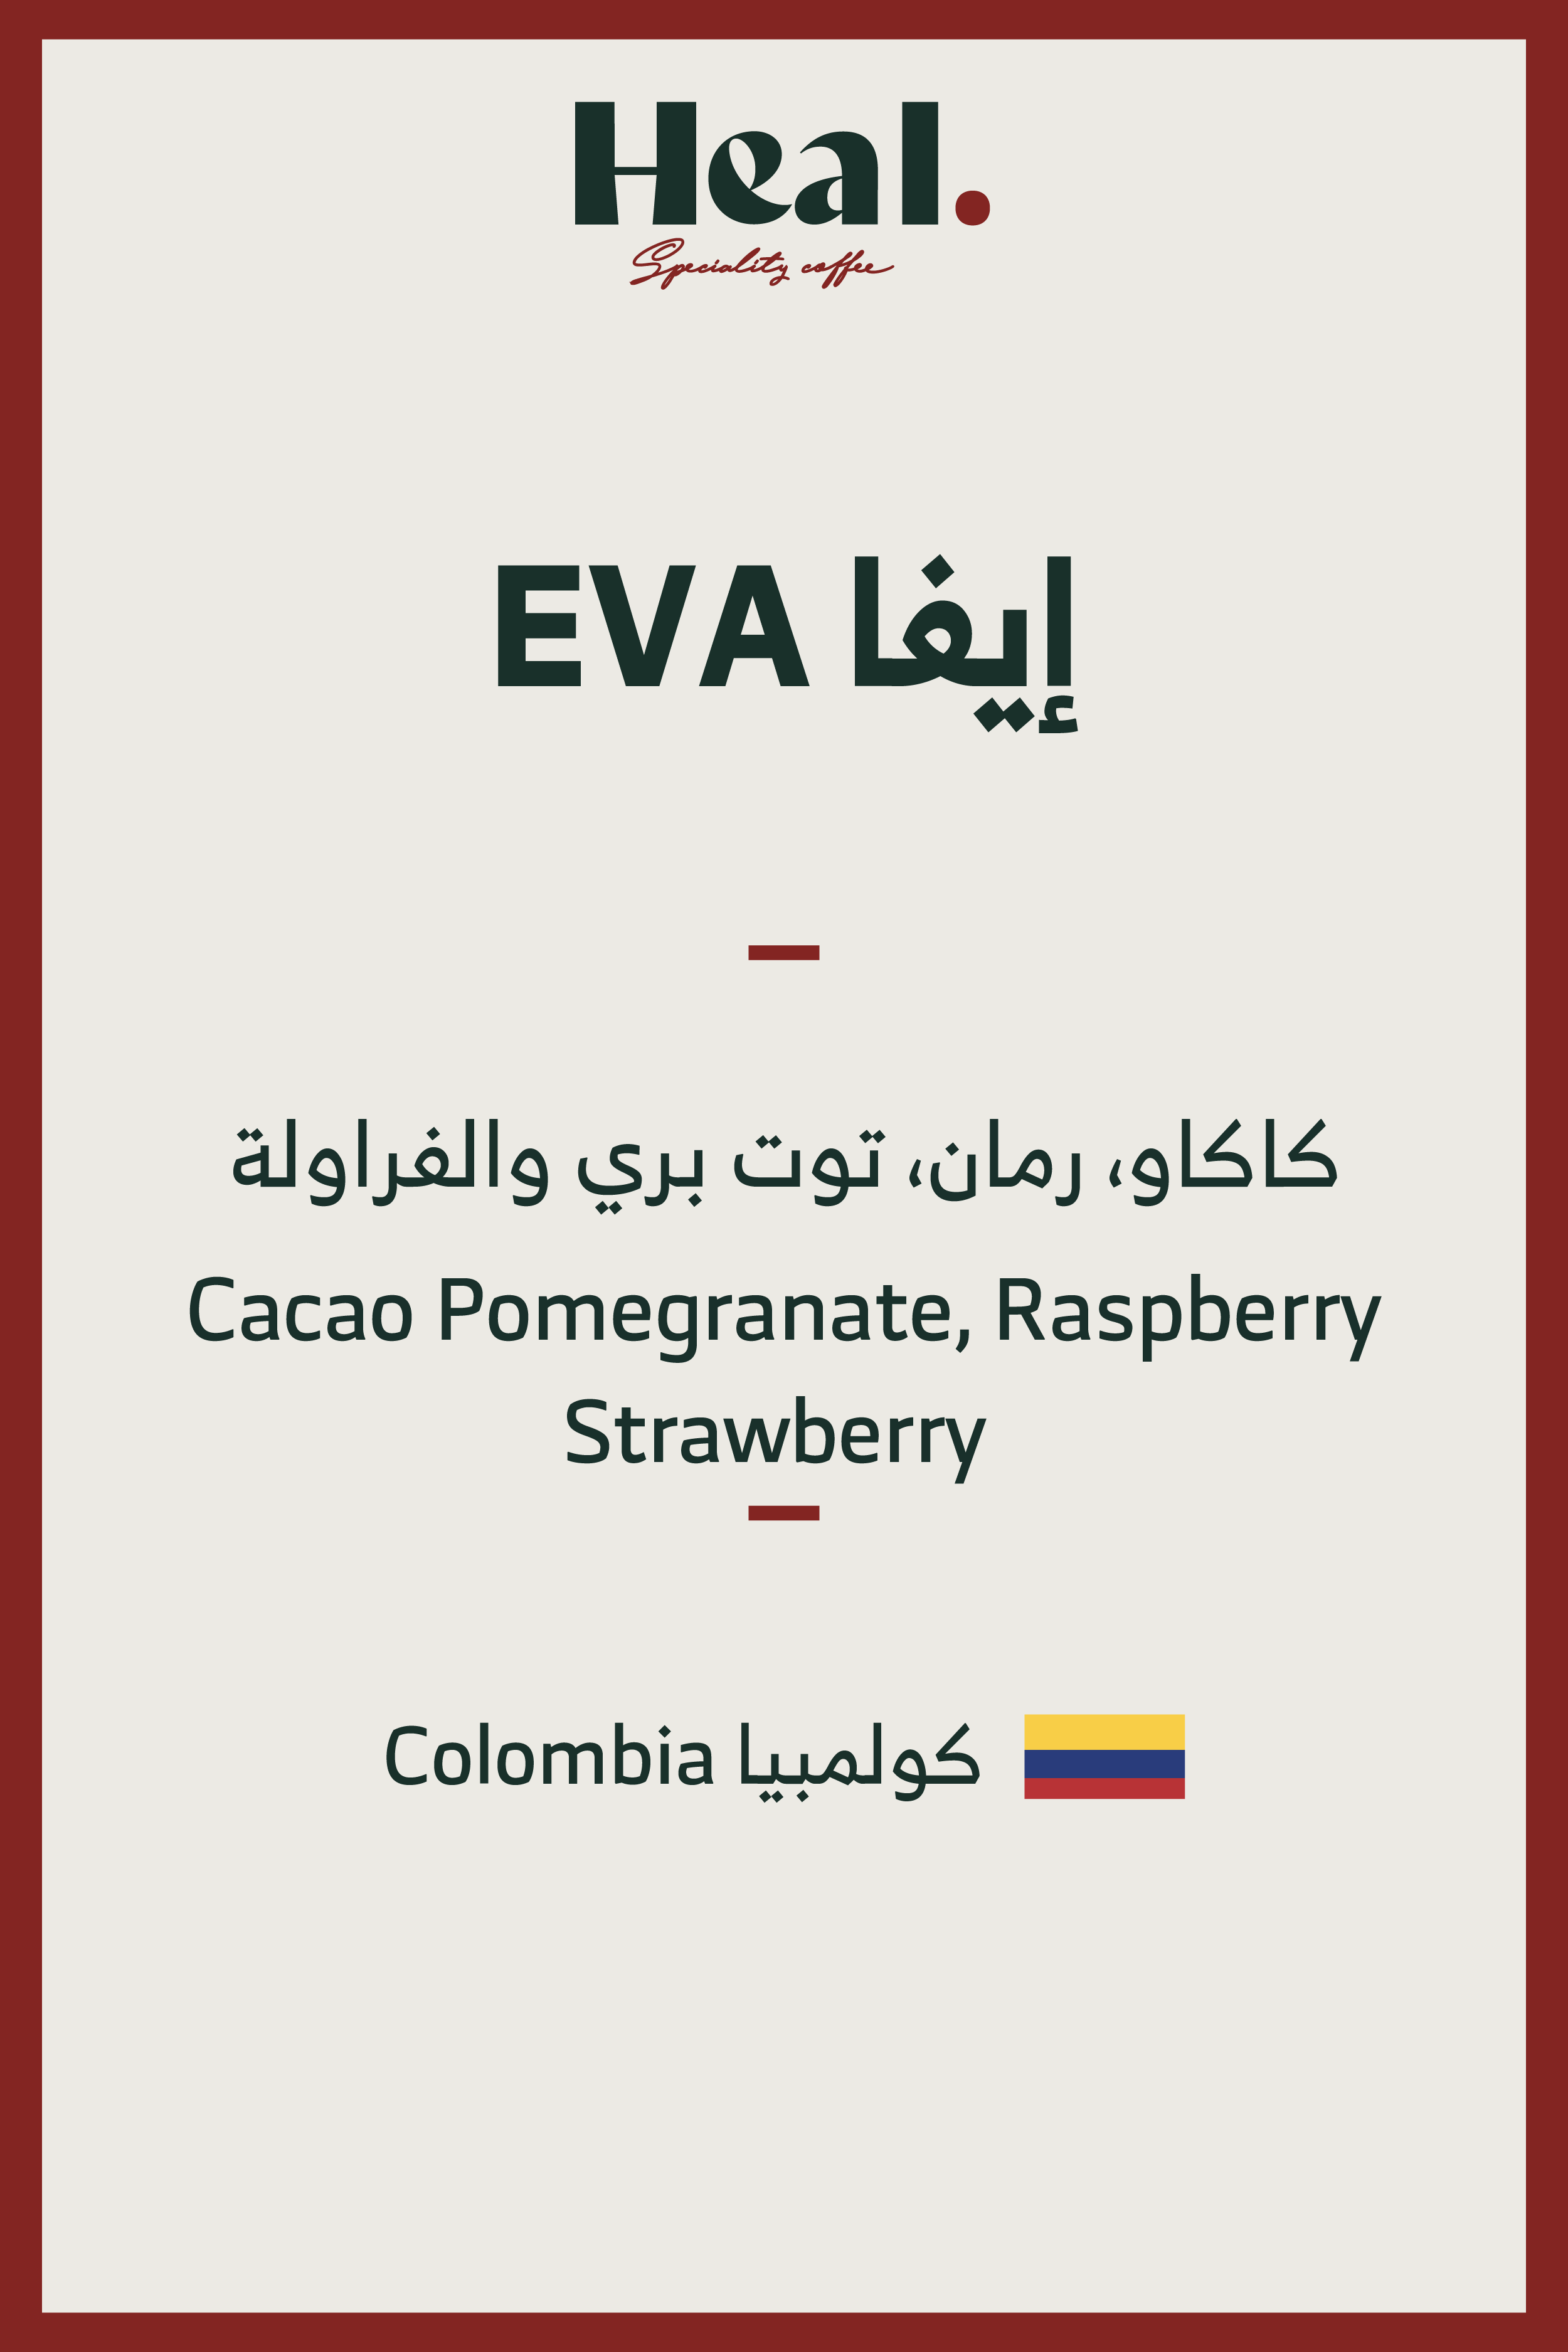 Heal.
Speciality coffee
EVA إيفا
كاكاو، رمان، توت بري والفراولة
Cacao Pomegranate, Raspberry
Strawberry
Colombia كولمبيا